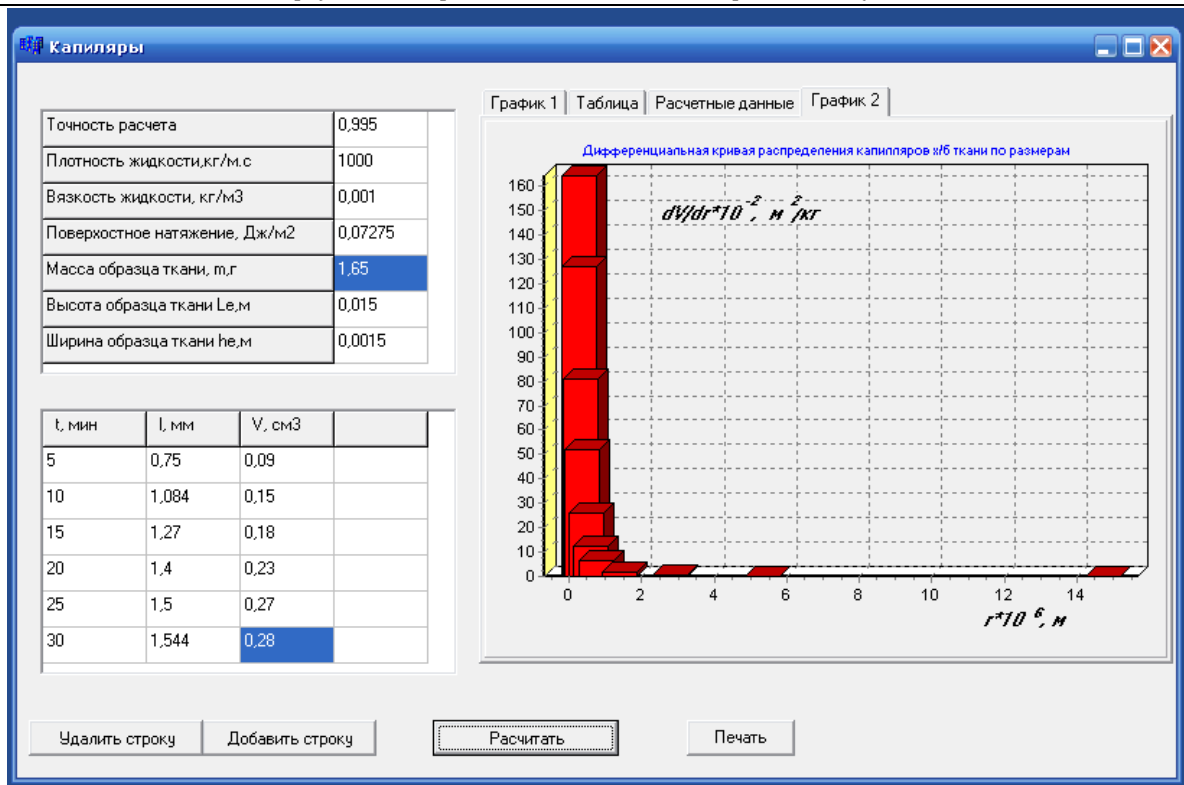 Капиляры
График 1 Таблица Расчетные данные График 2
Точность расчета 0,995
Плотность жидкости,кг/м.с 1000
Вязкость жидкости, кг/м3 0,001
Поверхостное натяжение, Дж/м2 0,07275
Масса образца ткани, m,г 1,65
Высота образца ткани Le,м 0,015
Ширина образца ткани he,м 0,0015
t, мин l, мм V, см3
5 0,75 0,09
10 1,084 0,15
15 1,27 0,18
20 1,4 0,23
25 1,5 0,27
30 1,544 0,28
Дифференциальная кривая распределения капилляров х/б ткани по размерам
dV/dr*10^-2, м^2/кг
160
150
140
130
120
110
100
90
80
70
60
50
40
30
20
10
0
0 2 4 6 8 10 12 14
r*10^6, м
Удалить строку Добавить строку Расчитать Печать